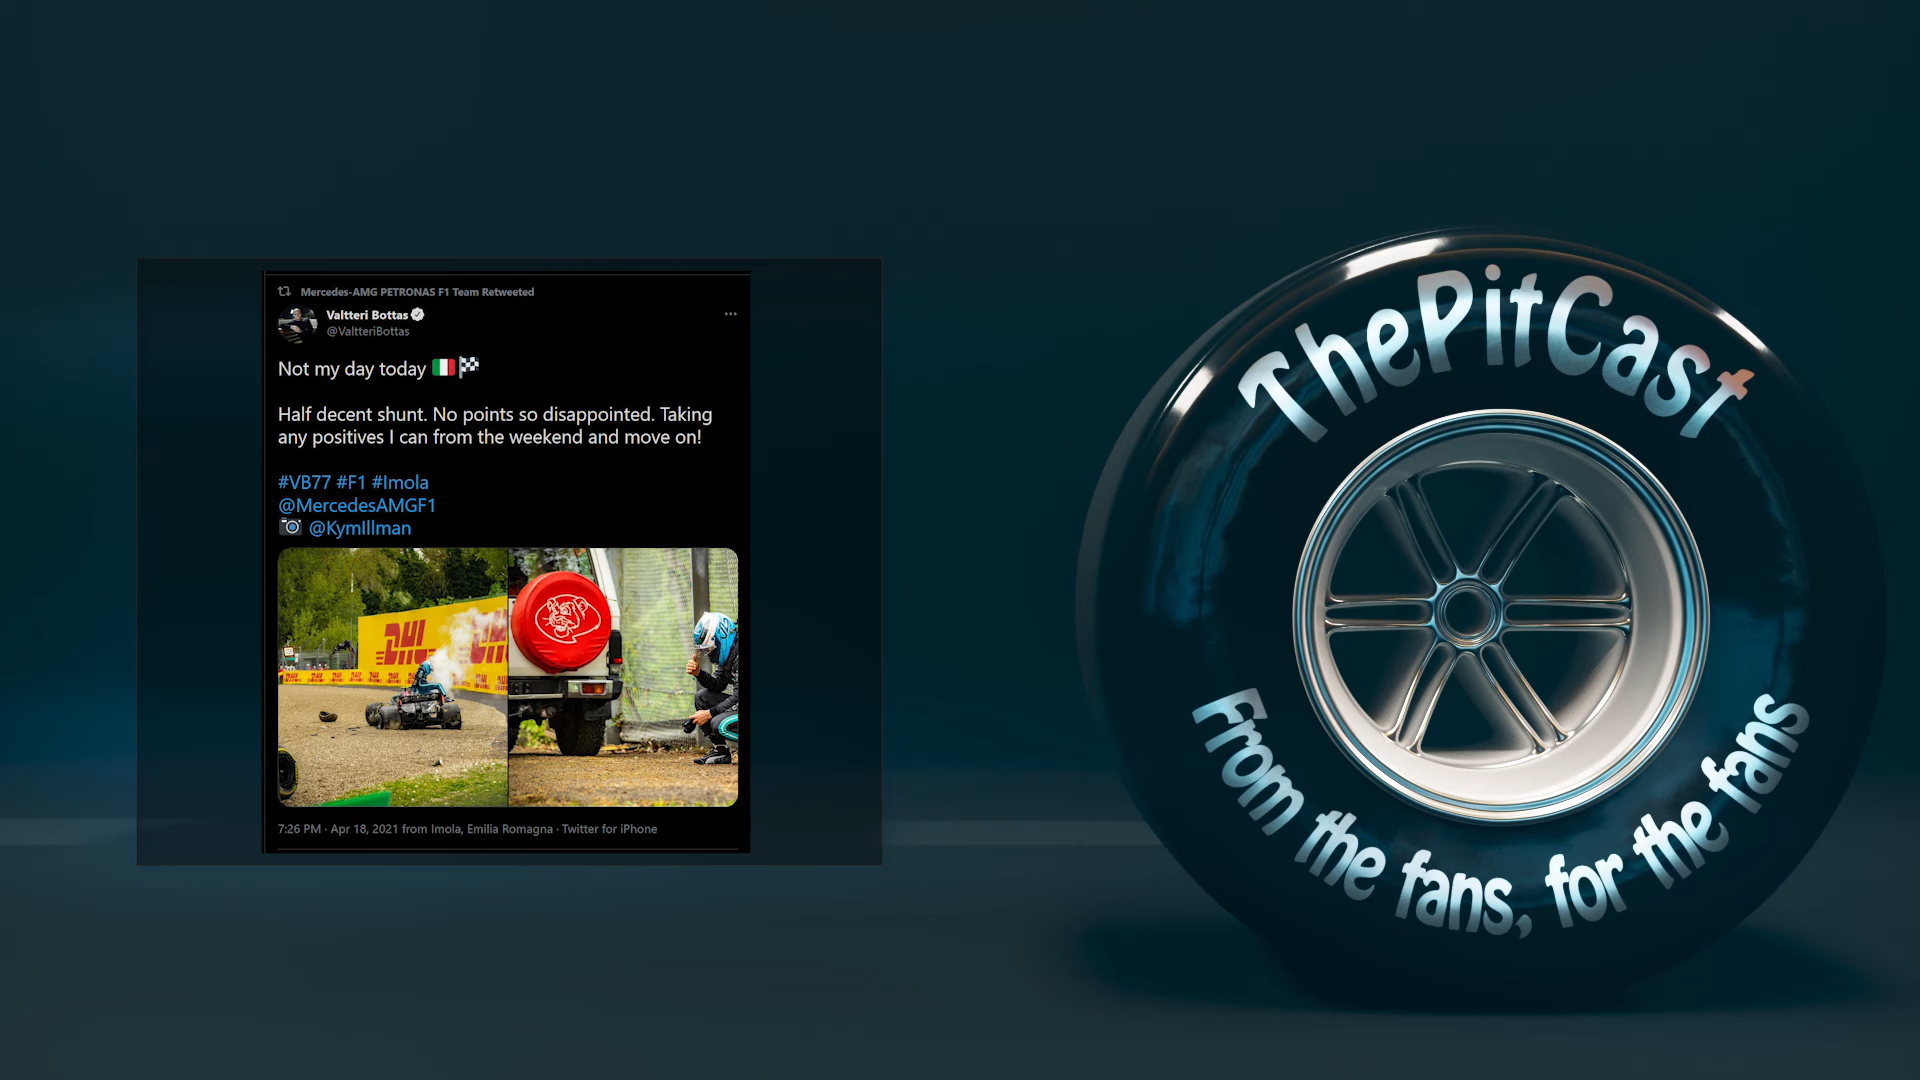 Mercedes-AMG PETRONAS F1 Team Retweeted
Valtteri Bottas
@ValtteriBottas
Not my day today
Half decent shunt. No points so disappointed. Taking
any positives I can from the weekend and move on!
#VB77 #F1 #Imola
@MercedesAMGF1
@KymIllman
DHL
7:26 PM · Apr 18, 2021 from Imola, Emilia Romagna · Twitter for iPhone
ThePitCast
From the fans, for the fans